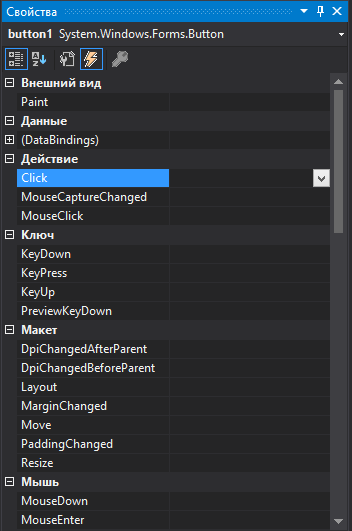 Свойства
button1 System.Windows.Forms.Button
Внешний вид
Paint
Данные
(DataBindings)
Действие
Click
MouseCaptureChanged
MouseClick
Ключ
KeyDown
KeyPress
KeyUp
PreviewKeyDown
Макет
DpiChangedAfterParent
DpiChangedBeforeParent
Layout
MarginChanged
Move
PaddingChanged
Resize
Мышь
MouseDown
MouseEnter